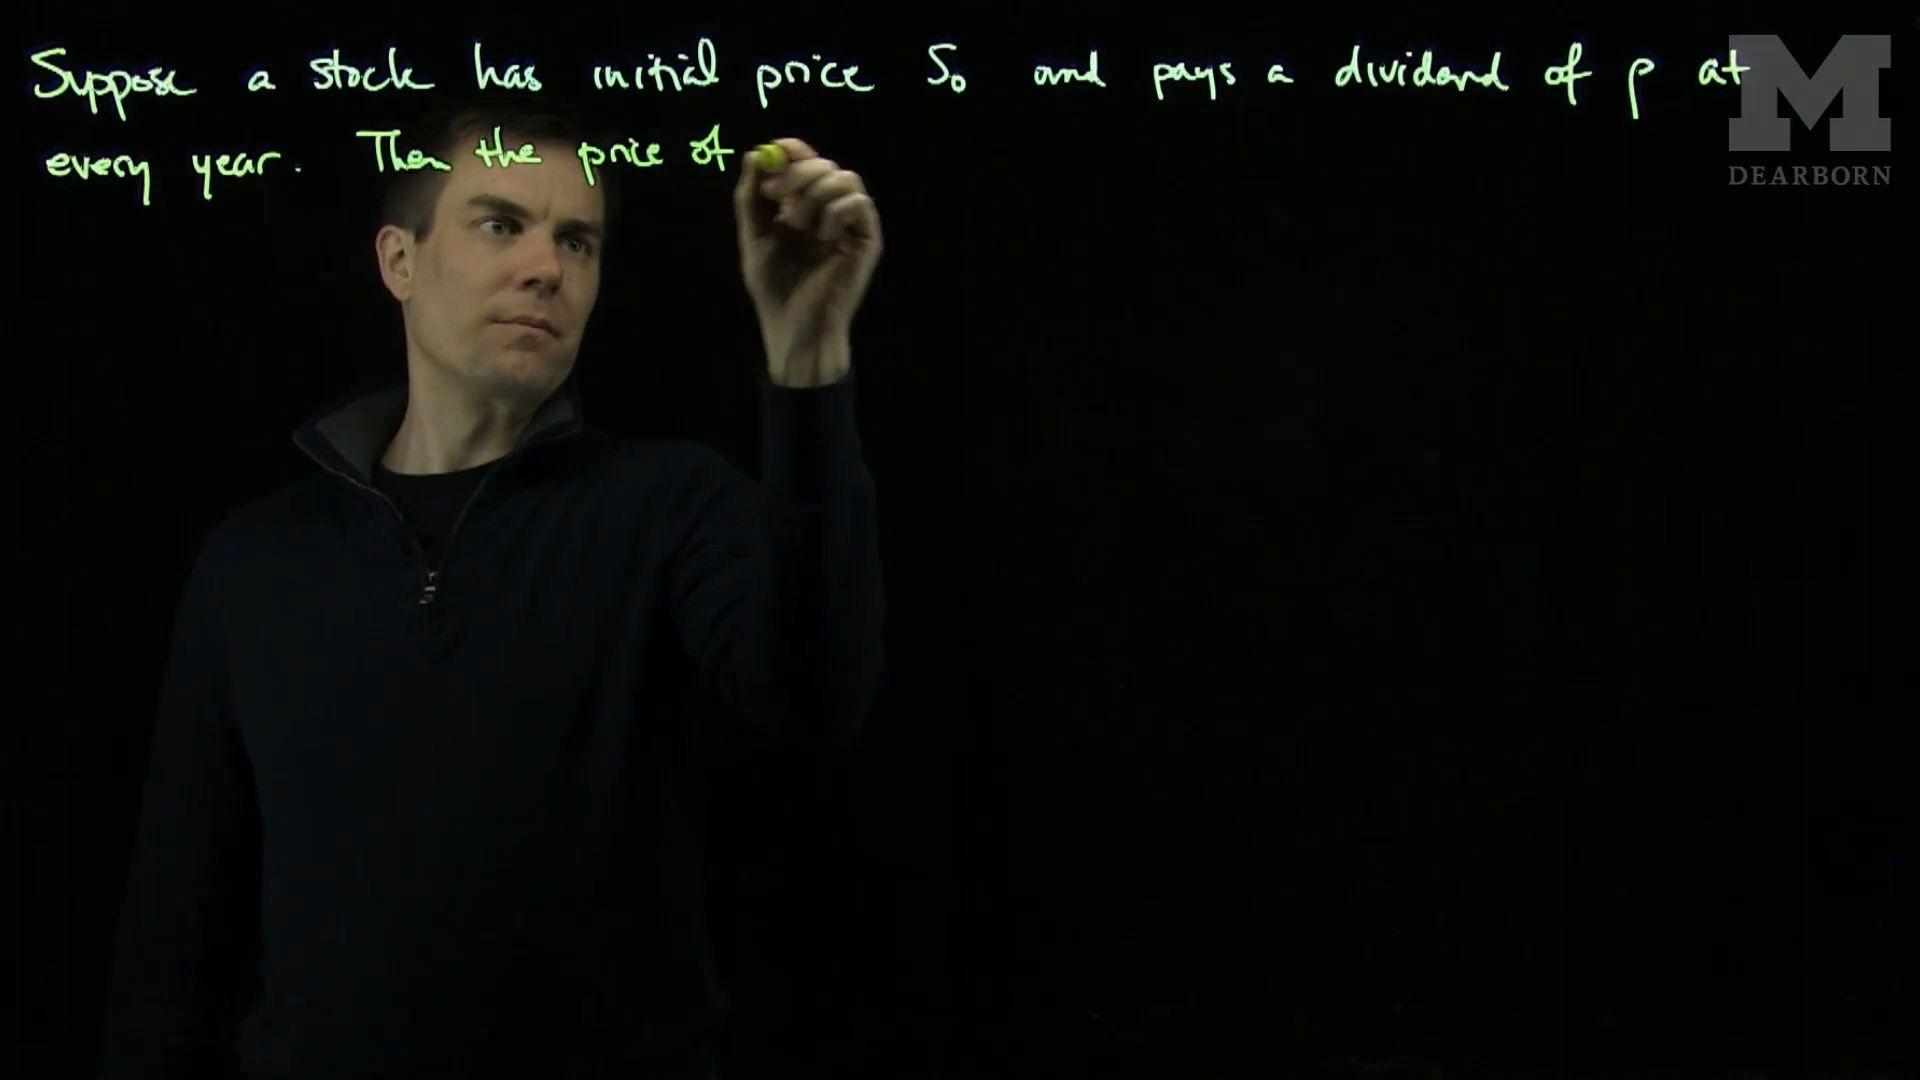 Suppose a stock has initial price S₀ and pays a dividend of ρ at
every year. Then the price of
M
DEARBORN